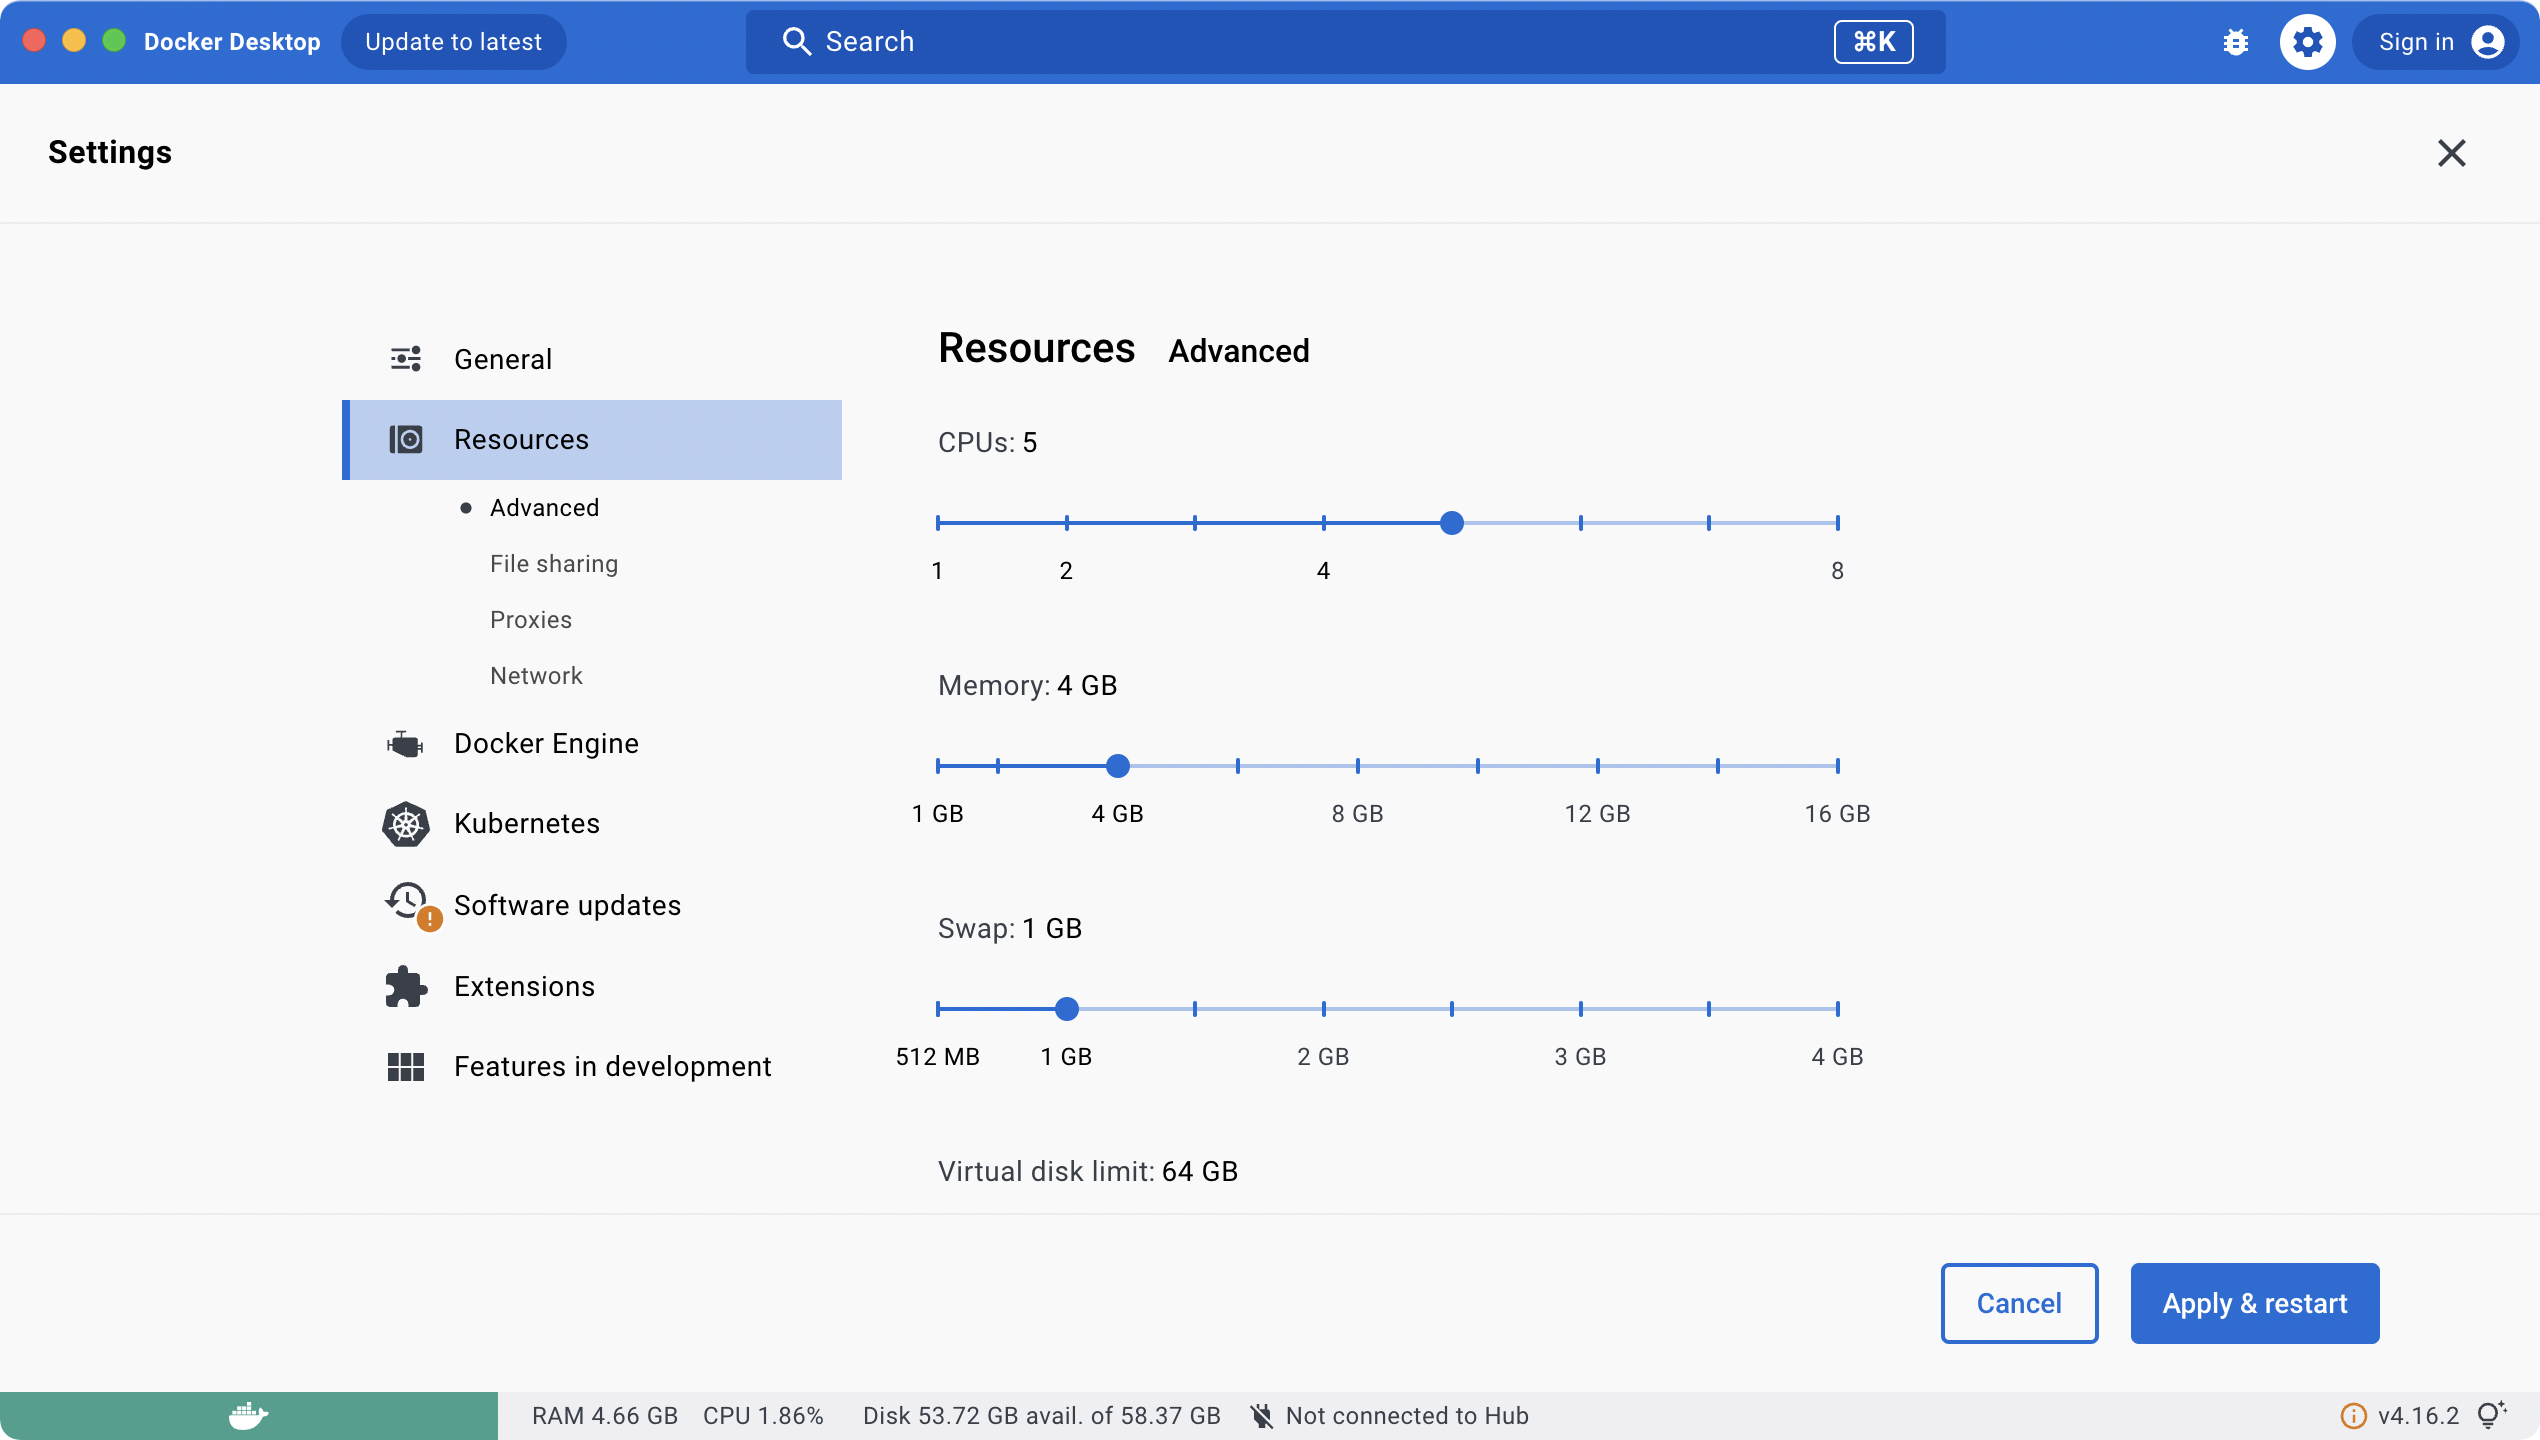 Docker Desktop Update to latest Search ⌘K Sign in
Settings
General
Resources
Advanced
File sharing
Proxies
Network
Docker Engine
Kubernetes
Software updates
Extensions
Features in development
Resources Advanced
CPUs: 5
1 2 4 8
Memory: 4 GB
1 GB 4 GB 8 GB 12 GB 16 GB
Swap: 1 GB
512 MB 1 GB 2 GB 3 GB 4 GB
Virtual disk limit: 64 GB
Cancel Apply & restart
RAM 4.66 GB CPU 1.86% Disk 53.72 GB avail. of 58.37 GB Not connected to Hub v4.16.2